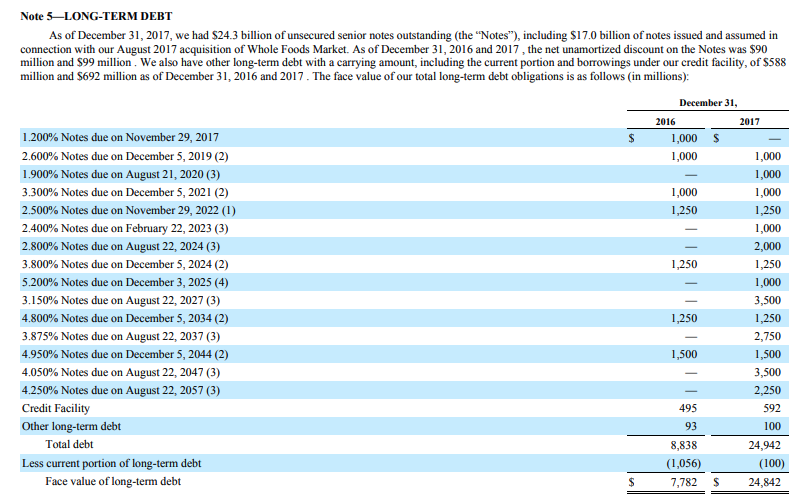 Note 5—LONG-TERM DEBT
As of December 31, 2017, we had $24.3 billion of unsecured senior notes outstanding (the “Notes”), including $17.0 billion of notes issued and assumed in
connection with our August 2017 acquisition of Whole Foods Market. As of December 31, 2016 and 2017 , the net unamortized discount on the Notes was $90
million and $99 million . We also have other long-term debt with a carrying amount, including the current portion and borrowings under our credit facility, of $588
million and $692 million as of December 31, 2016 and 2017 . The face value of our total long-term debt obligations is as follows (in millions):
December 31,
2016 2017
1.200% Notes due on November 29, 2017 $ 1,000 $ —
2.600% Notes due on December 5, 2019 (2) 1,000 1,000
1.900% Notes due on August 21, 2020 (3) — 1,000
3.300% Notes due on December 5, 2021 (2) 1,000 1,000
2.500% Notes due on November 29, 2022 (1) 1,250 1,250
2.400% Notes due on February 22, 2023 (3) — 1,000
2.800% Notes due on August 22, 2024 (3) — 2,000
3.800% Notes due on December 5, 2024 (2) 1,250 1,250
5.200% Notes due on December 3, 2025 (4) — 1,000
3.150% Notes due on August 22, 2027 (3) — 3,500
4.800% Notes due on December 5, 2034 (2) 1,250 1,250
3.875% Notes due on August 22, 2037 (3) — 2,750
4.950% Notes due on December 5, 2044 (2) 1,500 1,500
4.050% Notes due on August 22, 2047 (3) — 3,500
4.250% Notes due on August 22, 2057 (3) — 2,250
Credit Facility 495 592
Other long-term debt 93 100
Total debt 8,838 24,942
Less current portion of long-term debt (1,056) (100)
Face value of long-term debt $ 7,782 $ 24,842